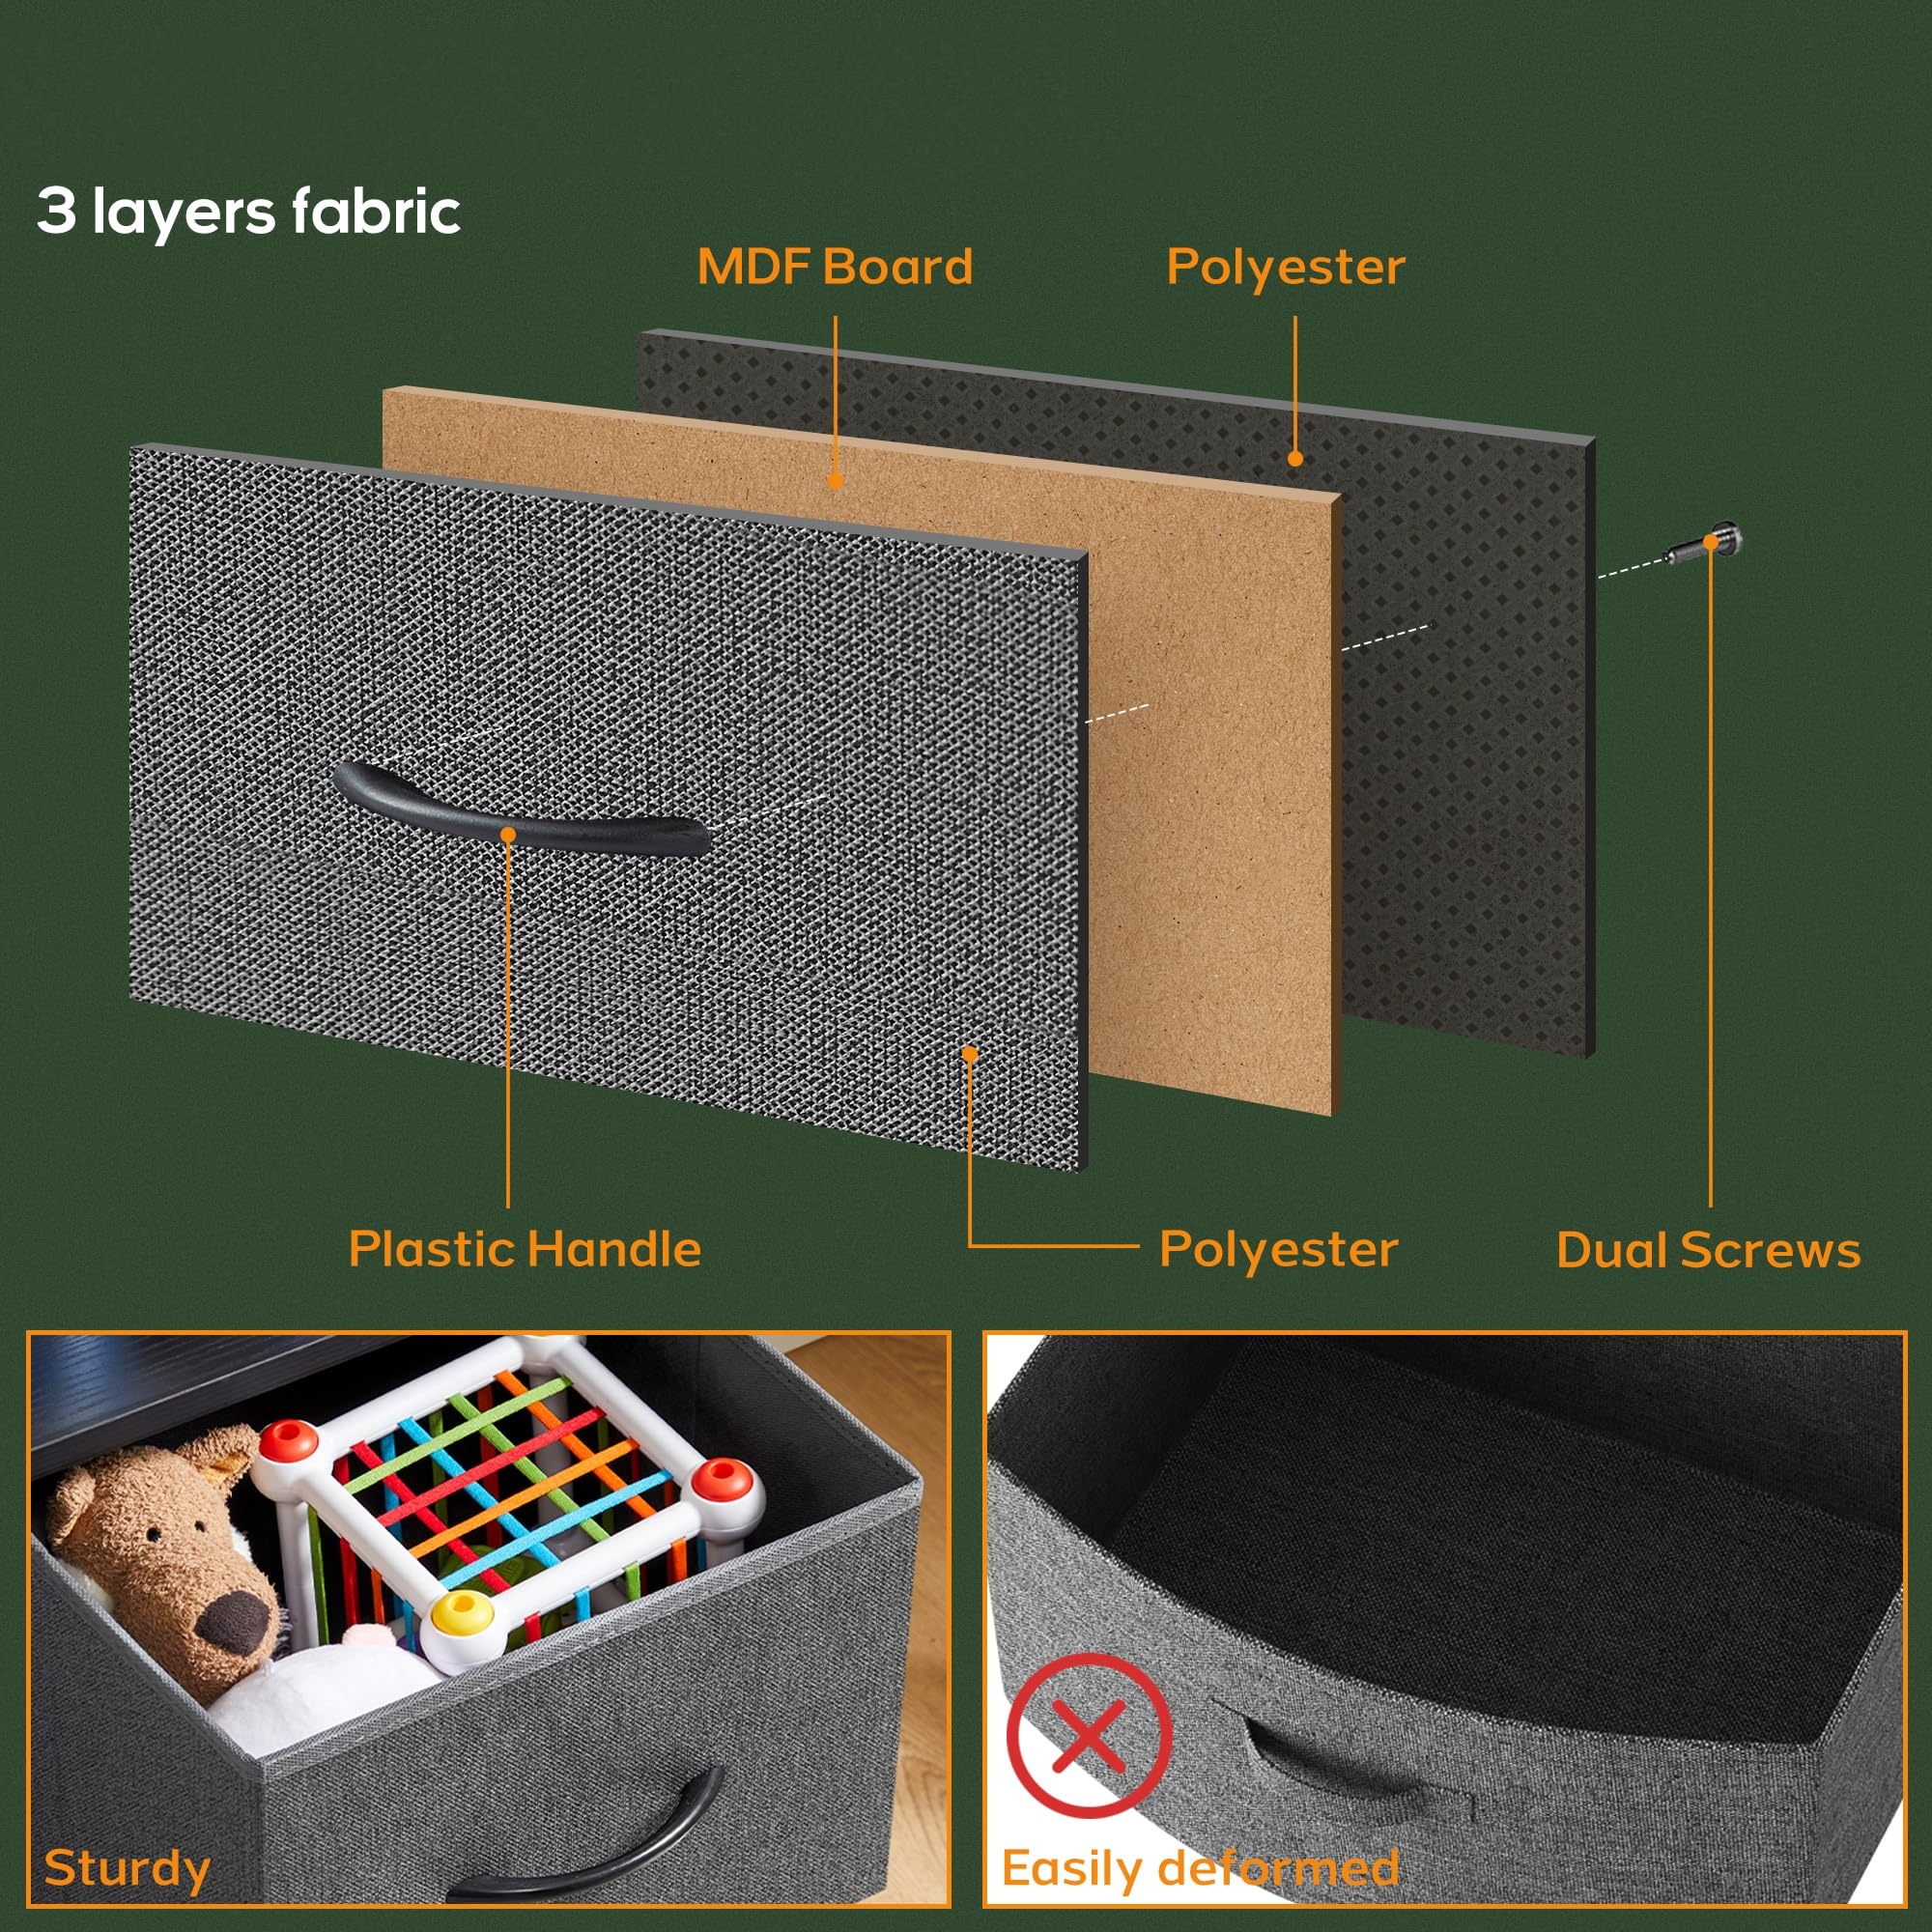 3 layers fabric
MDF Board
Polyester
Plastic Handle
Polyester
Dual Screws
Sturdy
Easily deformed